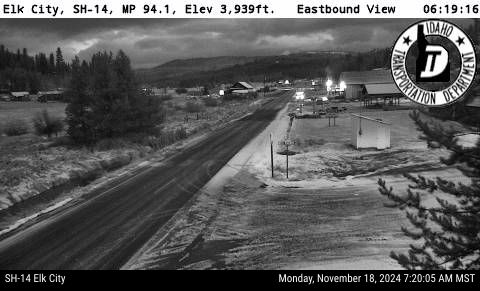 Elk City, SH-14, MP 94.1, Elev 3,939ft.   Eastbound View   06:19:16
IDAHO
TRANSPORTATION DEPARTMENT
SH-14 Elk City   Monday, November 18, 2024 7:20:05 AM MST